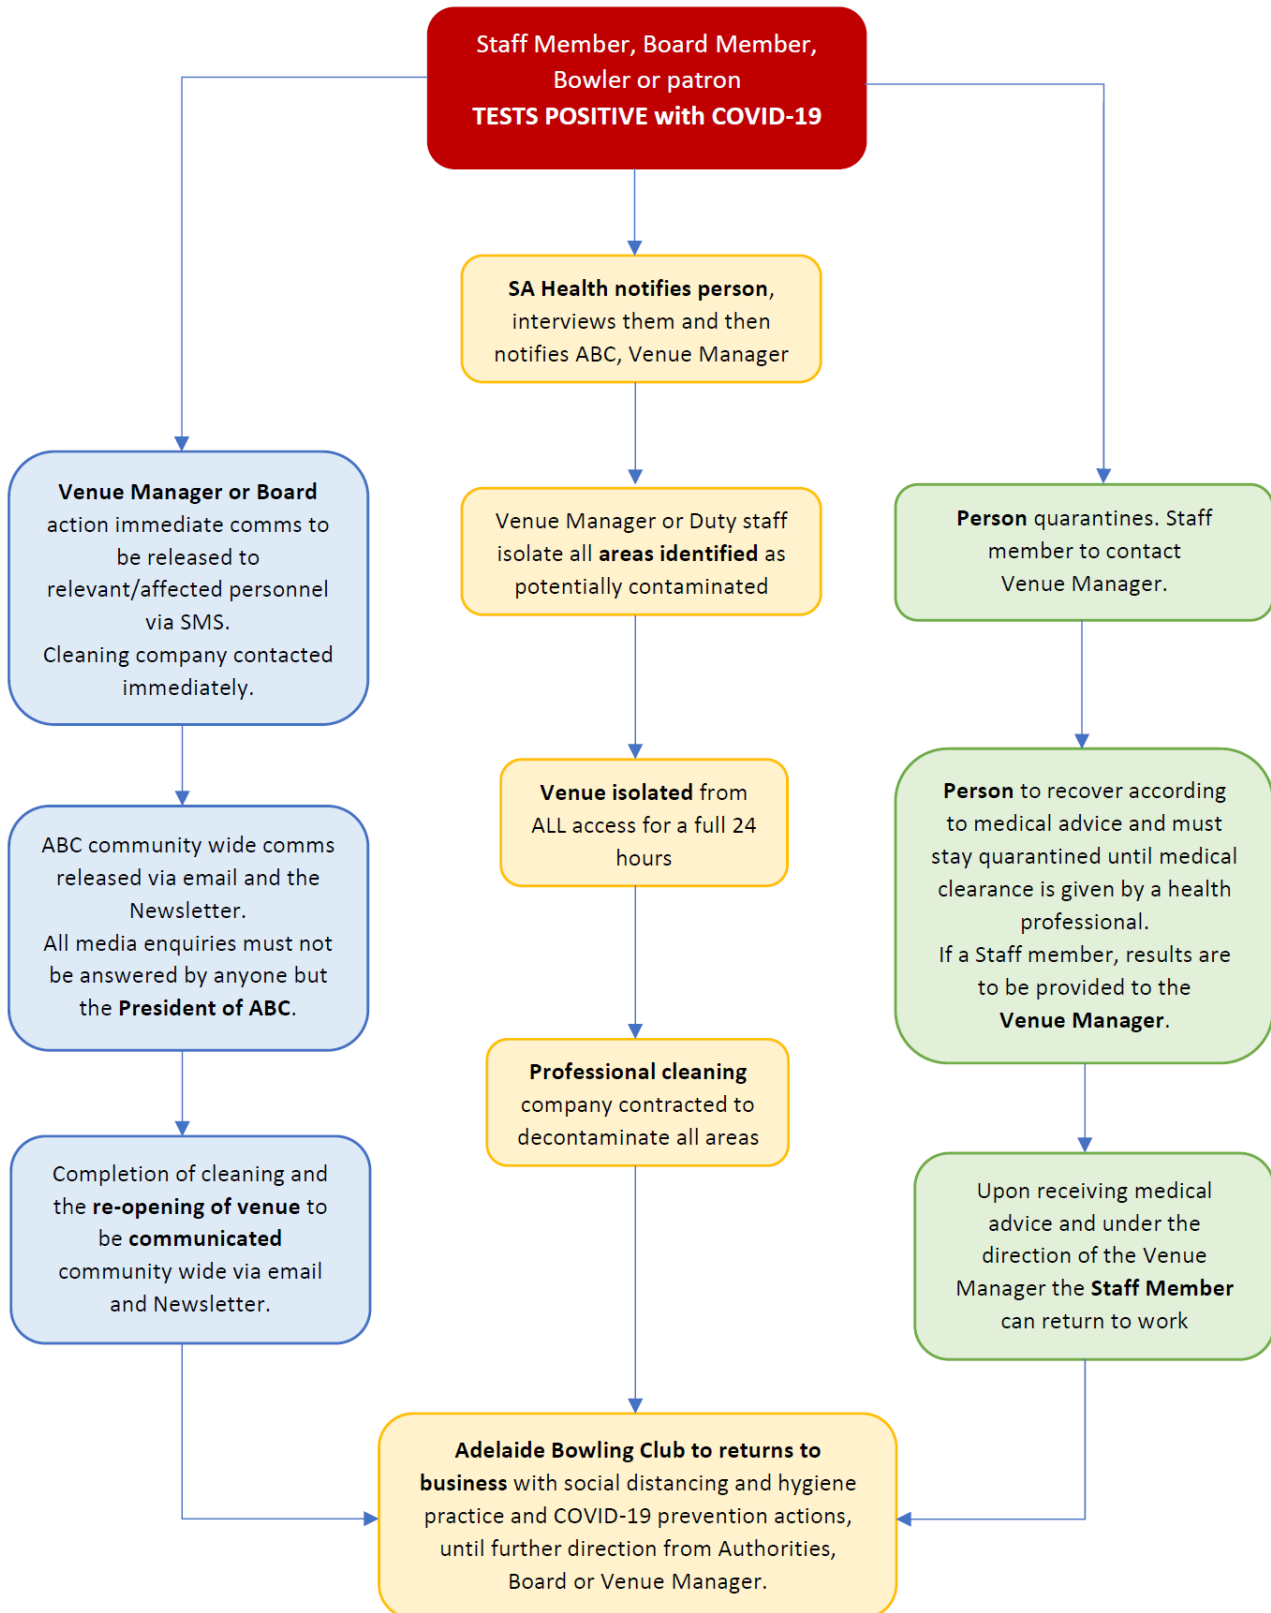 Staff Member, Board Member,
Bowler or patron
TESTS POSITIVE with COVID-19
SA Health notifies person,
interviews them and then
notifies ABC, Venue Manager
Venue Manager or Board
action immediate comms to
be released to
relevant/affected personnel
via SMS.
Cleaning company contacted
immediately.
Venue Manager or Duty staff
isolate all areas identified as
potentially contaminated
Person quarantines. Staff
member to contact
Venue Manager.
ABC community wide comms
released via email and the
Newsletter.
All media enquiries must not
be answered by anyone but
the President of ABC.
Venue isolated from
ALL access for a full 24
hours
Person to recover according
to medical advice and must
stay quarantined until medical
clearance is given by a health
professional.
If a Staff member, results are
to be provided to the
Venue Manager.
Professional cleaning
company contracted to
decontaminate all areas
Completion of cleaning and
the re-opening of venue to
be communicated
community wide via email
and Newsletter.
Upon receiving medical
advice and under the
direction of the Venue
Manager the Staff Member
can return to work
Adelaide Bowling Club to returns to
business with social distancing and hygiene
practice and COVID-19 prevention actions,
until further direction from Authorities,
Board or Venue Manager.